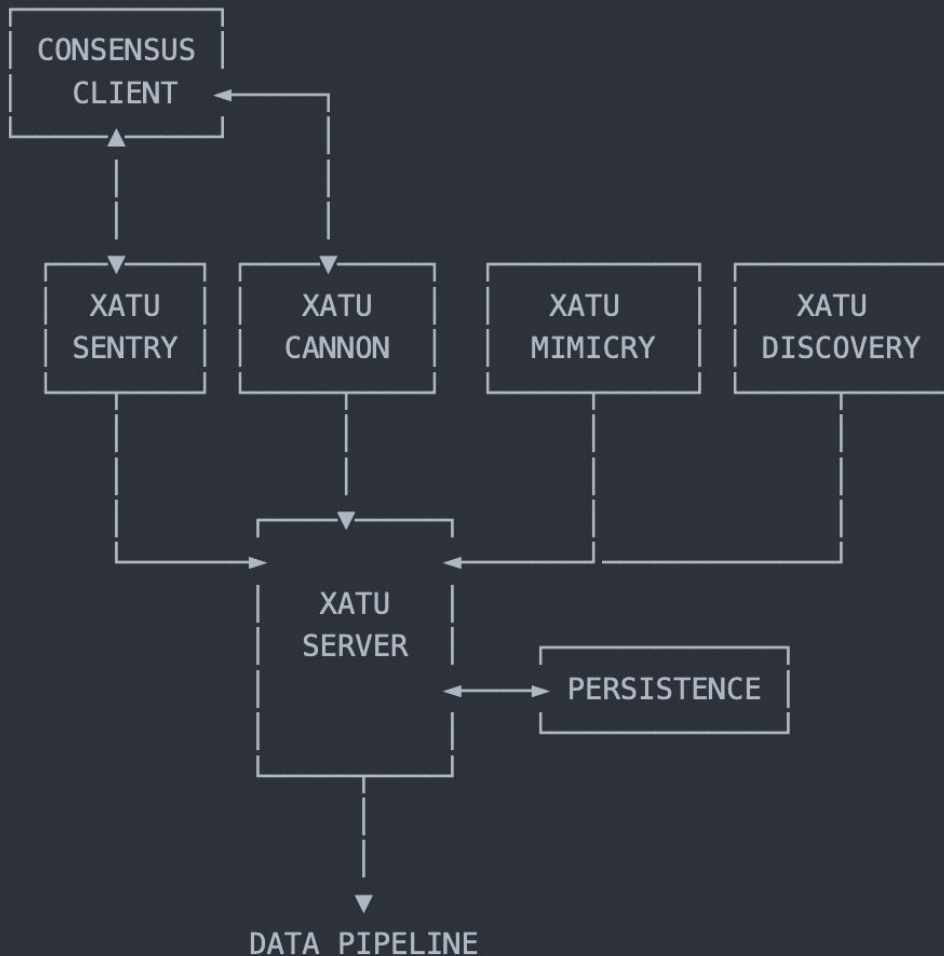 CONSENSUS
CLIENT
XATU XATU XATU XATU
SENTRY CANNON MIMICRY DISCOVERY
XATU
SERVER
PERSISTENCE
DATA PIPELINE